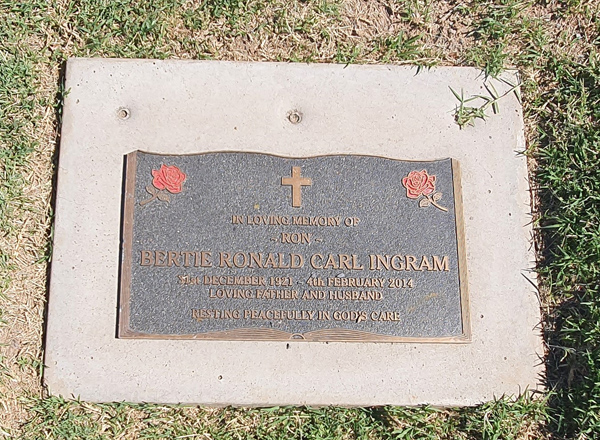 IN LOVING MEMORY OF
~ RON ~
BERTIE RONALD CARL INGRAM
31st DECEMBER 1921 ~ 4th FEBRUARY 2014
LOVING FATHER AND HUSBAND
RESTING PEACEFULLY IN GOD'S CARE